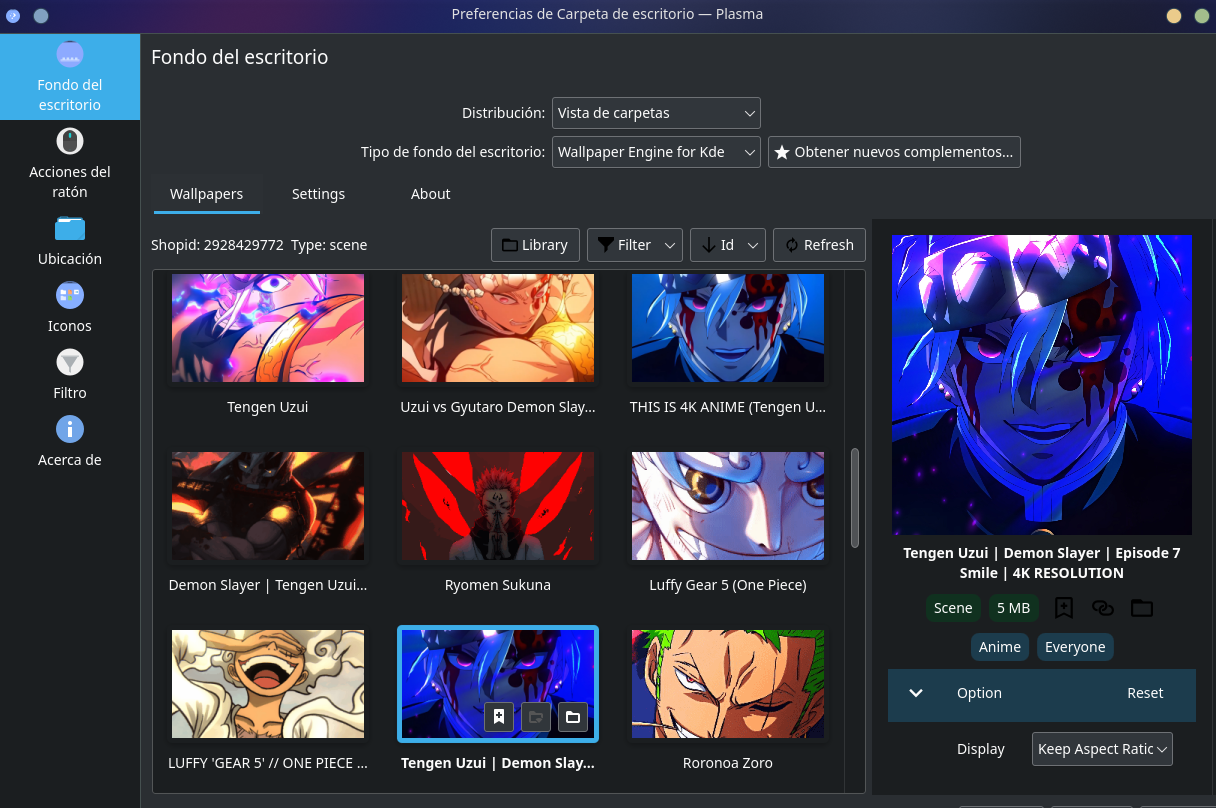 Preferencias de Carpeta de escritorio — Plasma
Fondo del
escritorio
Acciones del
ratón
Ubicación
Iconos
Filtro
Acerca de
Fondo del escritorio
Distribución: Vista de carpetas
Tipo de fondo del escritorio: Wallpaper Engine for Kde Obtener nuevos complementos...
Wallpapers Settings About
Shopid: 2928429772 Type: scene Library Filter Id Refresh
Tengen Uzui Uzui vs Gyutaro Demon Slay... THIS IS 4K ANIME (Tengen U...
Demon Slayer | Tengen Uzui... Ryomen Sukuna Luffy Gear 5 (One Piece)
LUFFY 'GEAR 5' // ONE PIECE ... Tengen Uzui | Demon Slay... Roronoa Zoro
Tengen Uzui | Demon Slayer | Episode 7
Smile | 4K RESOLUTION
Scene 5 MB
Anime Everyone
Option Reset
Display Keep Aspect Ratic